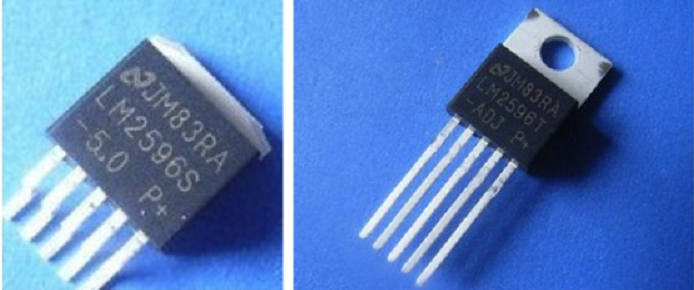 JM83RA
LM2596S
-5.0 P+
JM83RA
LM2596T
-ADJ P+